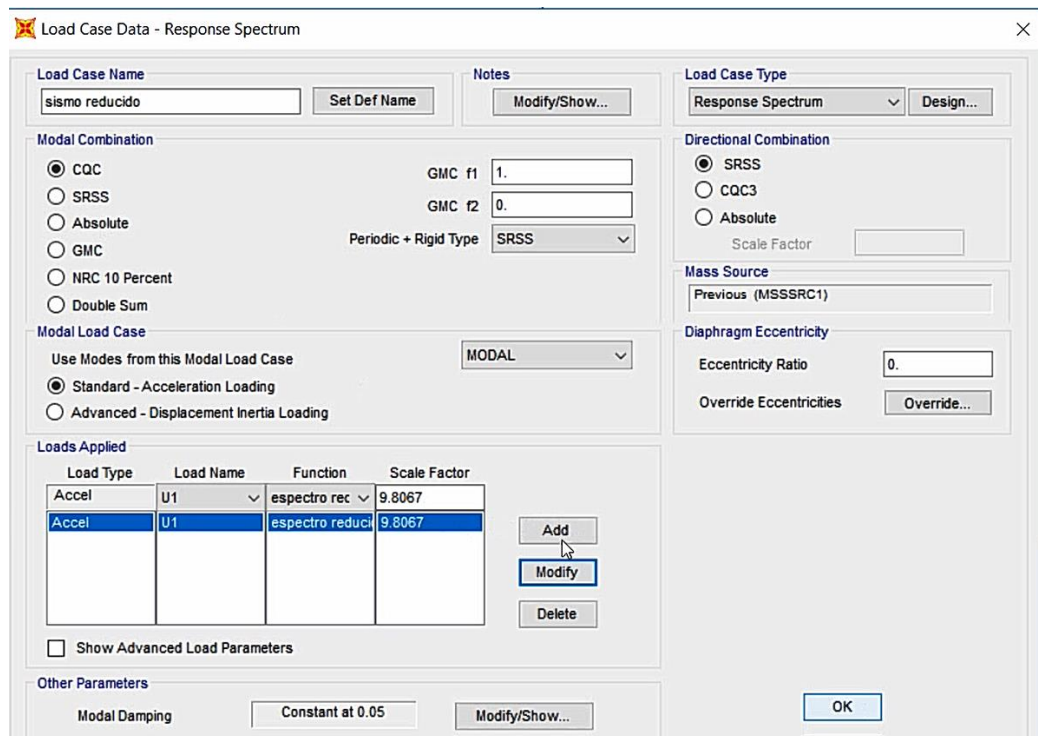 Load Case Data - Response Spectrum
Load Case Name
sismo reducido
Set Def Name
Notes
Modify/Show...
Load Case Type
Response Spectrum
Design...
Modal Combination
CQC
SRSS
Absolute
GMC
NRC 10 Percent
Double Sum
GMC f1
1.
GMC f2
0.
Periodic + Rigid Type
SRSS
Directional Combination
SRSS
CQC3
Absolute
Scale Factor
Mass Source
Previous (MSSSRC1)
Modal Load Case
Use Modes from this Modal Load Case
MODAL
Standard - Acceleration Loading
Advanced - Displacement Inertia Loading
Diaphragm Eccentricity
Eccentricity Ratio
0.
Override Eccentricities
Override...
Loads Applied
Load Type Load Name Function Scale Factor
Accel U1 espectro rec 9.8067
Accel U1 espectro reduci 9.8067
Add
Modify
Delete
Show Advanced Load Parameters
Other Parameters
Modal Damping
Constant at 0.05
Modify/Show...
OK